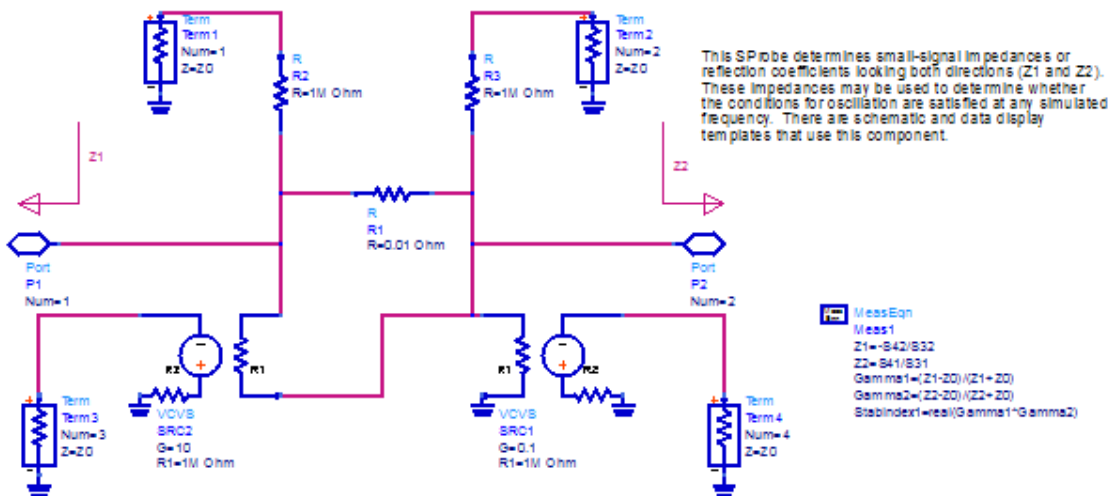 Term
Term1
Num=1
Z=Z0
R
R2
R=1M Ohm
R
R3
R=1M Ohm
Term
Term2
Num=2
Z=Z0
This SProbe determines small-signal impedances or
reflection coefficients looking both directions (Z1 and Z2).
These impedances may be used to determine whether
the conditions for oscillation are satisfied at any simulated
frequency. There are schematic and data display
templates that use this component.
Z1
Z2
R
R1
R=0.01 Ohm
Port
P1
Num=1
Port
P2
Num=2
R2
R1
R1
R2
Term
Term3
Num=3
Z=Z0
VCVS
SRC2
G=10
R1=1M Ohm
VCVS
SRC1
G=0.1
R1=1M Ohm
Term
Term4
Num=4
Z=Z0
MeasEqn
Meas1
Z1=-S42/S32
Z2=S41/S31
Gamma1=(Z1-Z0)/(Z1+Z0)
Gamma2=(Z2-Z0)/(Z2+Z0)
StabIndex1=real(Gamma1*Gamma2)